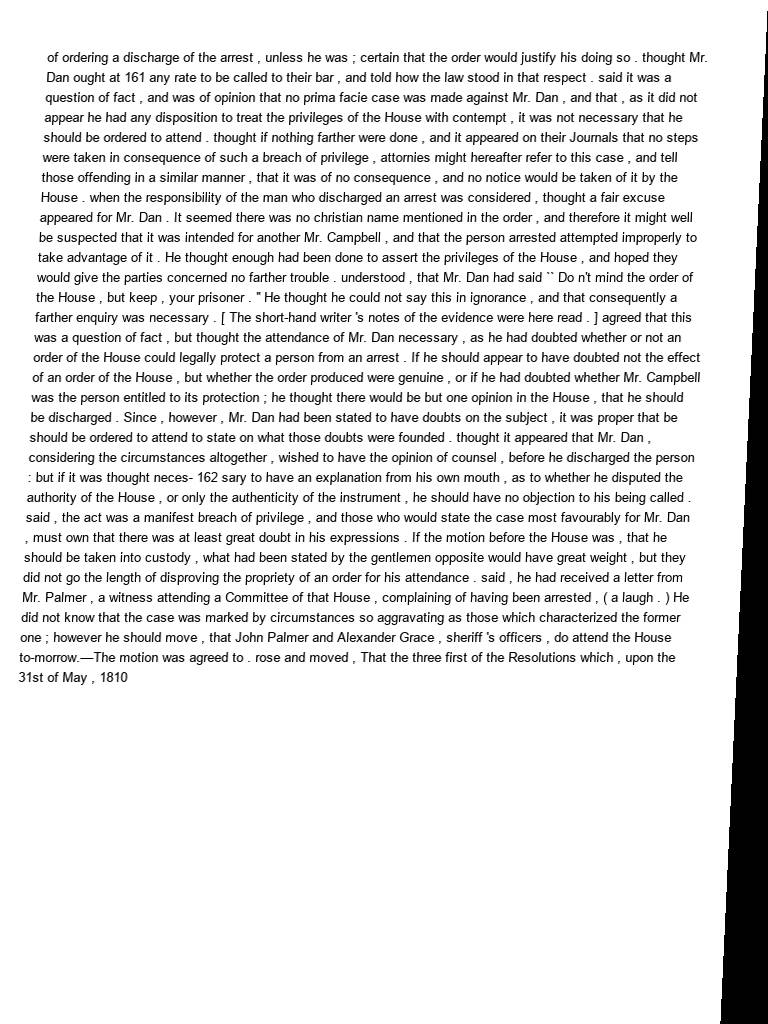 of ordering a discharge of the arrest , unless he was ; certain that the order would justify his doing so . thought Mr.
Dan ought at 161 any rate to be called to their bar , and told how the law stood in that respect . said it was a
question of fact , and was of opinion that no prima facie case was made against Mr. Dan , and that , as it did not
appear he had any disposition to treat the privileges of the House with contempt , it was not necessary that he
should be ordered to attend . thought if nothing farther were done , and it appeared on their Journals that no steps
were taken in consequence of such a breach of privilege , attornies might hereafter refer to this case , and tell
those offending in a similar manner , that it was of no consequence , and no notice would be taken of it by the
House . when the responsibility of the man who discharged an arrest was considered , thought a fair excuse
appeared for Mr. Dan . It seemed there was no christian name mentioned in the order , and therefore it might well
be suspected that it was intended for another Mr. Campbell , and that the person arrested attempted improperly to
take advantage of it . He thought enough had been done to assert the privileges of the House , and hoped they
would give the parties concerned no farther trouble . understood , that Mr. Dan had said `` Do n't mind the order of
the House , but keep , your prisoner . " He thought he could not say this in ignorance , and that consequently a
farther enquiry was necessary . [ The short-hand writer 's notes of the evidence were here read . ] agreed that this
was a question of fact , but thought the attendance of Mr. Dan necessary , as he had doubted whether or not an
order of the House could legally protect a person from an arrest . If he should appear to have doubted not the effect
of an order of the House , but whether the order produced were genuine , or if he had doubted whether Mr. Campbell
was the person entitled to its protection ; he thought there would be but one opinion in the House , that he should
be discharged . Since , however , Mr. Dan had been stated to have doubts on the subject , it was proper that be
should be ordered to attend to state on what those doubts were founded . thought it appeared that Mr. Dan ,
considering the circumstances altogether , wished to have the opinion of counsel , before he discharged the person
: but if it was thought neces- 162 sary to have an explanation from his own mouth , as to whether he disputed the
authority of the House , or only the authenticity of the instrument , he should have no objection to his being called .
said , the act was a manifest breach of privilege , and those who would state the case most favourably for Mr. Dan
, must own that there was at least great doubt in his expressions . If the motion before the House was , that he
should be taken into custody , what had been stated by the gentlemen opposite would have great weight , but they
did not go the length of disproving the propriety of an order for his attendance . said , he had received a letter from
Mr. Palmer , a witness attending a Committee of that House , complaining of having been arrested , ( a laugh . ) He
did not know that the case was marked by circumstances so aggravating as those which characterized the former
one ; however he should move , that John Palmer and Alexander Grace , sheriff 's officers , do attend the House
to-morrow.—The motion was agreed to . rose and moved , That the three first of the Resolutions which , upon the
31st of May , 1810